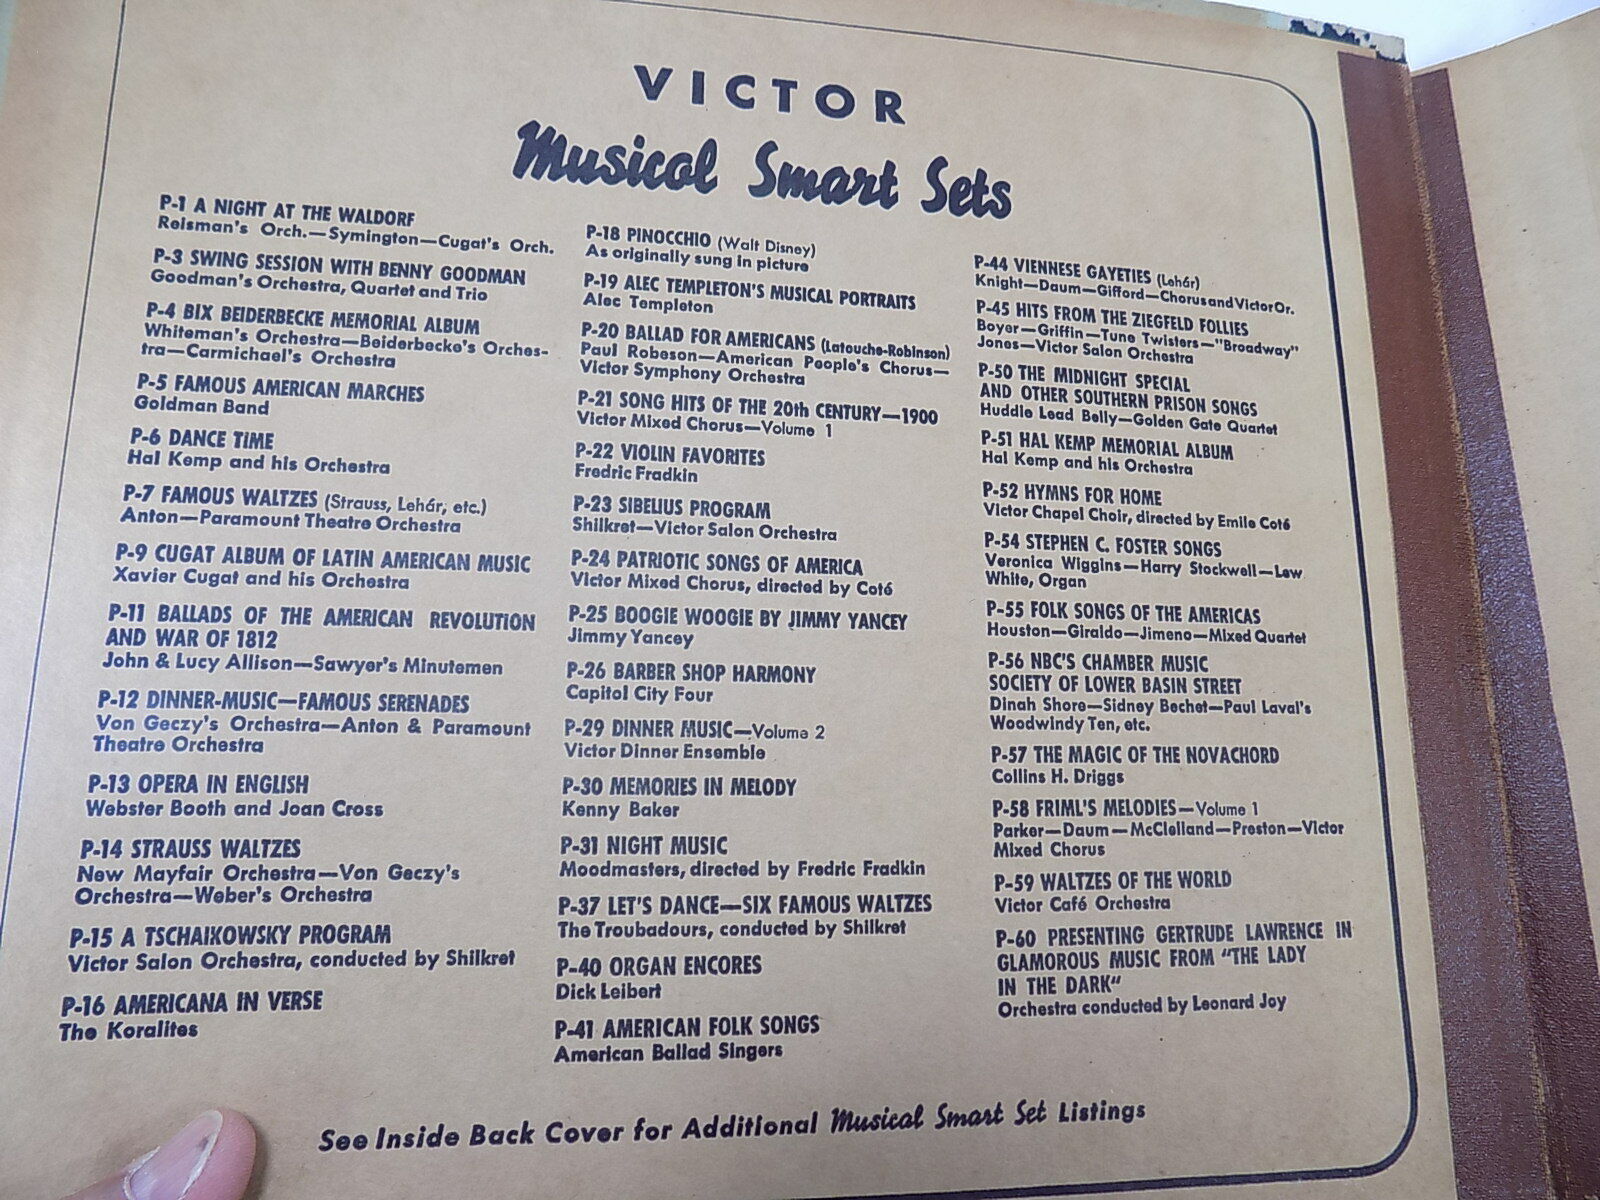 VICTOR
Musical Smart Sets
P-1 A NIGHT AT THE WALDORF
Reisman's Orch.—Symington—Cugat's Orch.
P-3 SWING SESSION WITH BENNY GOODMAN
Goodman's Orchestra, Quartet and Trio
P-4 BIX BEIDERBECKE MEMORIAL ALBUM
Whiteman's Orchestra—Beiderbecke's Orches-
tra—Carmichael's Orchestra
P-5 FAMOUS AMERICAN MARCHES
Goldman Band
P-6 DANCE TIME
Hal Kemp and his Orchestra
P-7 FAMOUS WALTZES (Strauss, Lehár, etc.)
Anton—Paramount Theatre Orchestra
P-9 CUGAT ALBUM OF LATIN AMERICAN MUSIC
Xavier Cugat and his Orchestra
P-11 BALLADS OF THE AMERICAN REVOLUTION
AND WAR OF 1812
John & Lucy Allison—Sawyer's Minutemen
P-12 DINNER-MUSIC—FAMOUS SERENADES
Von Geczy's Orchestra—Anton & Paramount
Theatre Orchestra
P-13 OPERA IN ENGLISH
Webster Booth and Joan Cross
P-14 STRAUSS WALTZES
New Mayfair Orchestra—Von Geczy's
Orchestra—Weber's Orchestra
P-15 A TSCHAIKOWSKY PROGRAM
Victor Salon Orchestra, conducted by Shilkret
P-16 AMERICANA IN VERSE
The Koralites
P-18 PINOCCHIO (Walt Disney)
As originally sung in picture
P-19 ALEC TEMPLETON'S MUSICAL PORTRAITS
Alec Templeton
P-20 BALLAD FOR AMERICANS (Latouche-Robinson)
Paul Robeson—American People's Chorus—
Victor Symphony Orchestra
P-21 SONG HITS OF THE 20th CENTURY—1900
Victor Mixed Chorus—Volume 1
P-22 VIOLIN FAVORITES
Fredric Fradkin
P-23 SIBELIUS PROGRAM
Shilkret—Victor Salon Orchestra
P-24 PATRIOTIC SONGS OF AMERICA
Victor Mixed Chorus, directed by Coté
P-25 BOOGIE WOOGIE BY JIMMY YANCEY
Jimmy Yancey
P-26 BARBER SHOP HARMONY
Capitol City Four
P-29 DINNER MUSIC—Volume 2
Victor Dinner Ensemble
P-30 MEMORIES IN MELODY
Kenny Baker
P-31 NIGHT MUSIC
Moodmasters, directed by Fredric Fradkin
P-37 LET'S DANCE—SIX FAMOUS WALTZES
The Troubadours, conducted by Shilkret
P-40 ORGAN ENCORES
Dick Leibert
P-41 AMERICAN FOLK SONGS
American Ballad Singers
P-44 VIENNESE GAYETIES (Lehár)
Knight—Daum—Gifford—Chorus and Victor Or.
P-45 HITS FROM THE ZIEGFELD FOLLIES
Boyer—Griffin—Tune Twisters—"Broadway"
Jones—Victor Salon Orchestra
P-50 THE MIDNIGHT SPECIAL
AND OTHER SOUTHERN PRISON SONGS
Huddie Lead Belly—Golden Gate Quartet
P-51 HAL KEMP MEMORIAL ALBUM
Hal Kemp and his Orchestra
P-52 HYMNS FOR HOME
Victor Chapel Choir, directed by Emile Coté
P-54 STEPHEN C. FOSTER SONGS
Veronica Wiggins—Harry Stockwell—Lew
White, Organ
P-55 FOLK SONGS OF THE AMERICAS
Houston—Giraldo—Jimeno—Mixed Quartet
P-56 NBC'S CHAMBER MUSIC
SOCIETY OF LOWER BASIN STREET
Dinah Shore—Sidney Bechet—Paul Laval's
Woodwindy Ten, etc.
P-57 THE MAGIC OF THE NOVACHORD
Collins H. Driggs
P-58 FRIML'S MELODIES—Volume 1
Parker—Daum—McClelland—Preston—Victor
Mixed Chorus
P-59 WALTZES OF THE WORLD
Victor Café Orchestra
P-60 PRESENTING GERTRUDE LAWRENCE IN
GLAMOROUS MUSIC FROM "THE LADY
IN THE DARK"
Orchestra conducted by Leonard Joy
See Inside Back Cover for Additional Musical Smart Set Listings